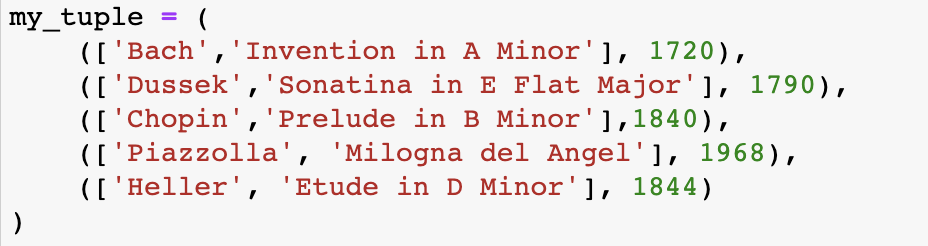 my_tuple = (
    (['Bach','Invention in A Minor'], 1720),
    (['Dussek','Sonatina in E Flat Major'], 1790),
    (['Chopin','Prelude in B Minor'],1840),
    (['Piazzolla', 'Milogna del Angel'], 1968),
    (['Heller', 'Etude in D Minor'], 1844)
)